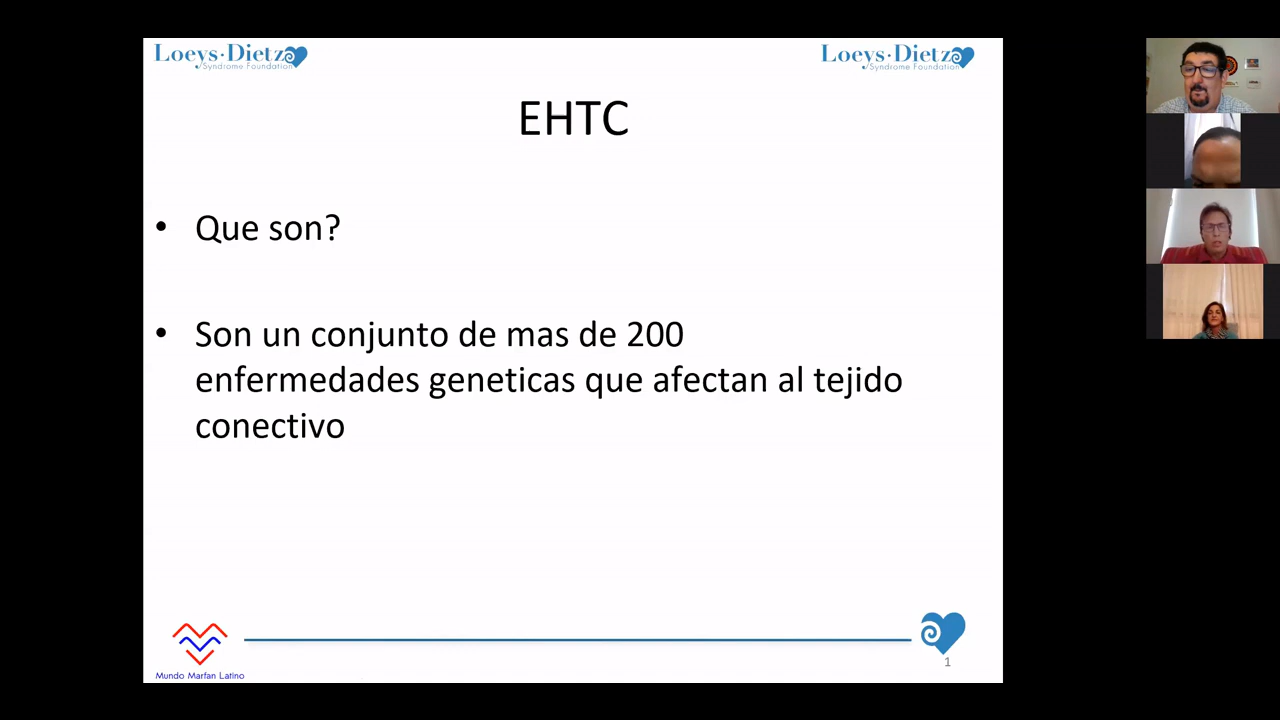 Loeys·Dietz
Syndrome Foundation
Loeys·Dietz
Syndrome Foundation
EHTC
• Que son?
• Son un conjunto de mas de 200
enfermedades geneticas que afectan al tejido
conectivo
Mundo Marfan Latino
1